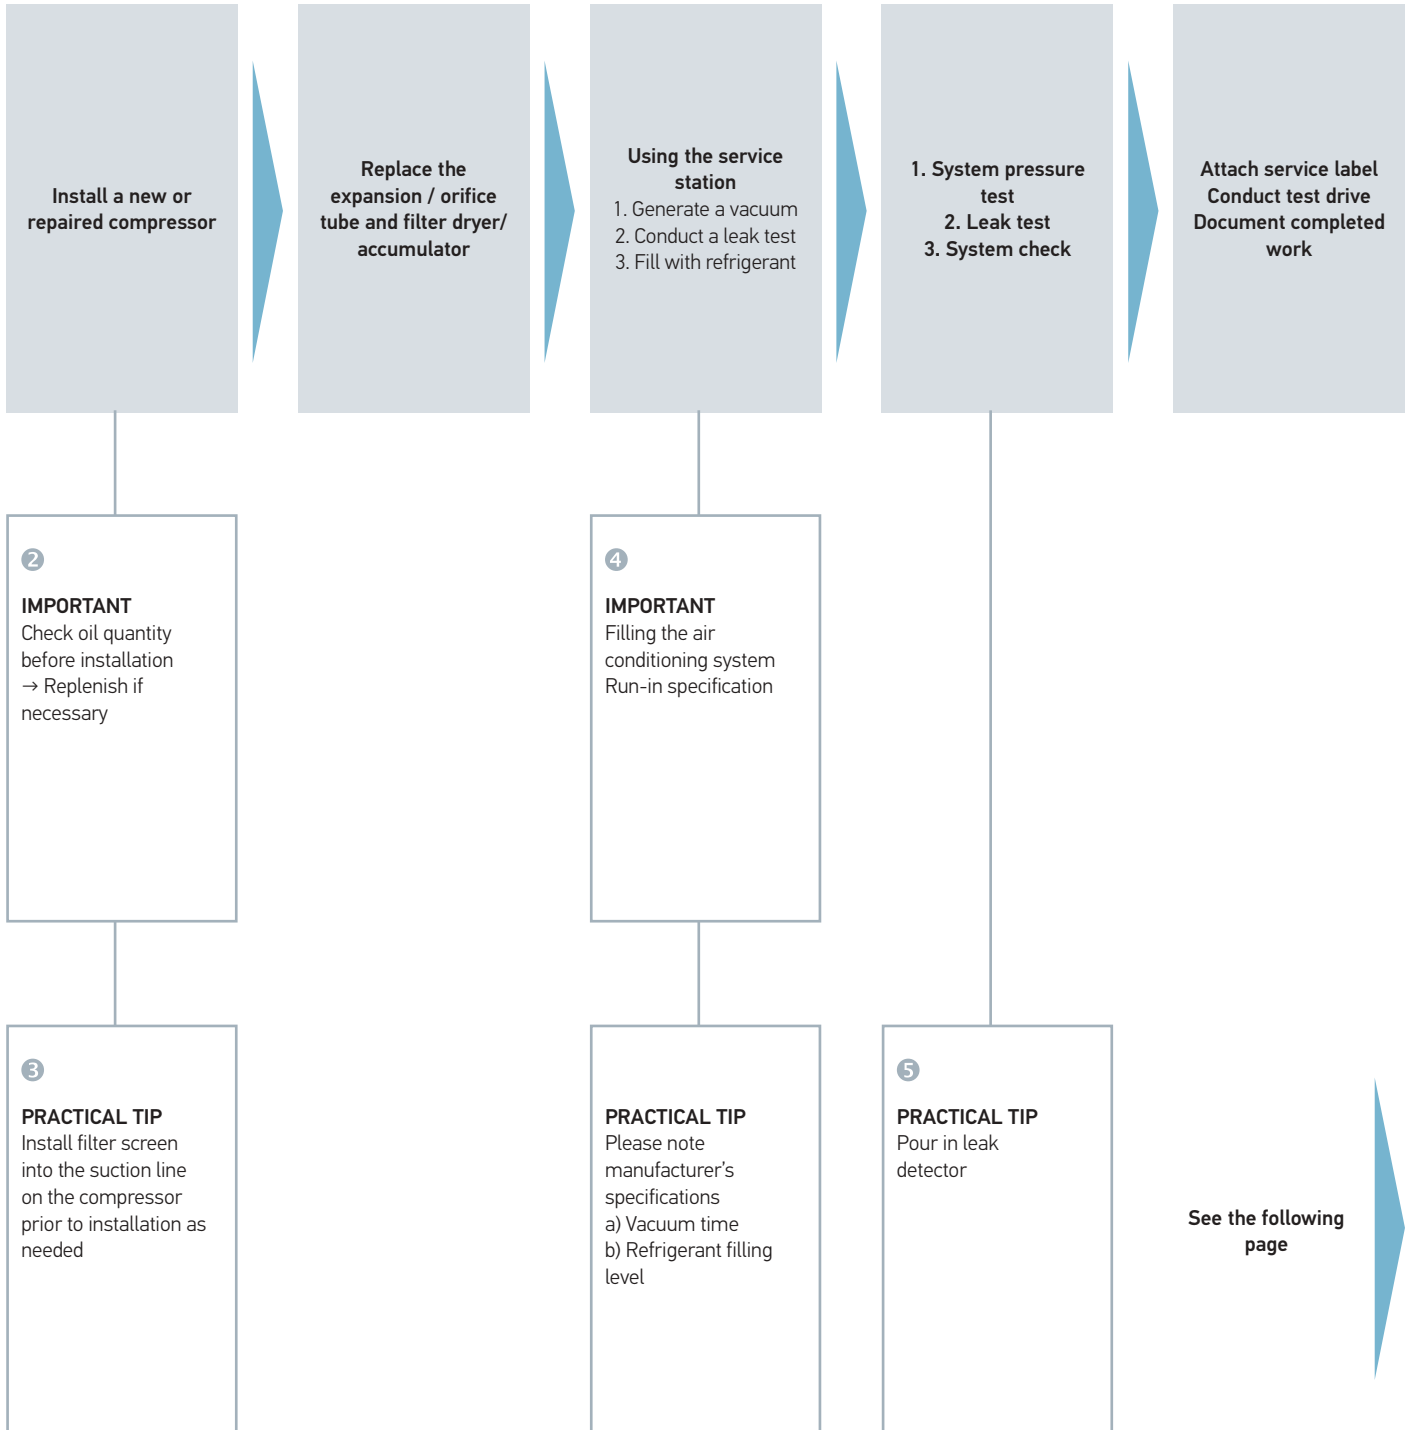 Install a new or
repaired compressor
Replace the
expansion / orifice
tube and filter dryer/
accumulator
Using the service
station
1. Generate a vacuum
2. Conduct a leak test
3. Fill with refrigerant
1. System pressure
test
2. Leak test
3. System check
Attach service label
Conduct test drive
Document completed
work
2
IMPORTANT
Check oil quantity
before installation
→ Replenish if
necessary
4
IMPORTANT
Filling the air
conditioning system
Run-in specification
3
PRACTICAL TIP
Install filter screen
into the suction line
on the compressor
prior to installation as
needed
PRACTICAL TIP
Please note
manufacturer’s
specifications
a) Vacuum time
b) Refrigerant filling
level
5
PRACTICAL TIP
Pour in leak
detector
See the following
page